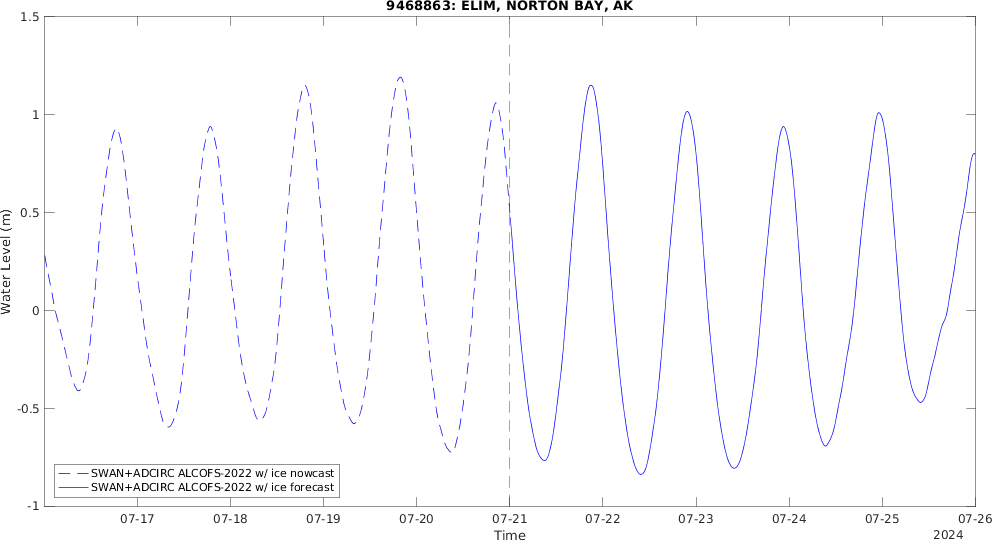 9468863: ELIM, NORTON BAY, AK
1.5
1
0.5
0
-0.5
-1
Water Level (m)
SWAN+ADCIRC ALCOFS-2022 w/ ice nowcast
SWAN+ADCIRC ALCOFS-2022 w/ ice forecast
07-17 07-18 07-19 07-20 07-21 07-22 07-23 07-24 07-25 07-26
Time
2024